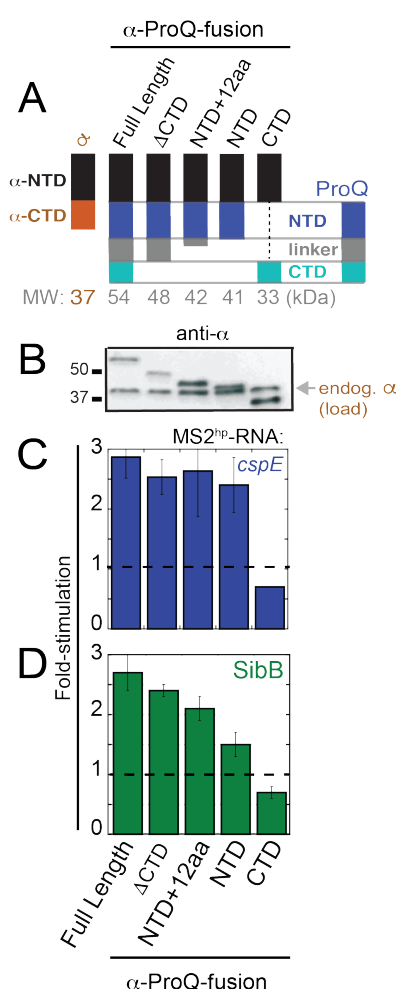 α-ProQ-fusion
A
α
Full Length
ΔCTD
NTD+12aa
NTD
CTD
α-NTD
ProQ
α-CTD
NTD
linker
CTD
MW: 37 54 48 42 41 33 (kDa)
anti-α
B
50
37
endog. α
(load)
MS2hp-RNA:
C
3
cspE
2
1
0
Fold-stimulation
D
3
SibB
2
1
0
Full Length
ΔCTD
NTD+12aa
NTD
CTD
α-ProQ-fusion